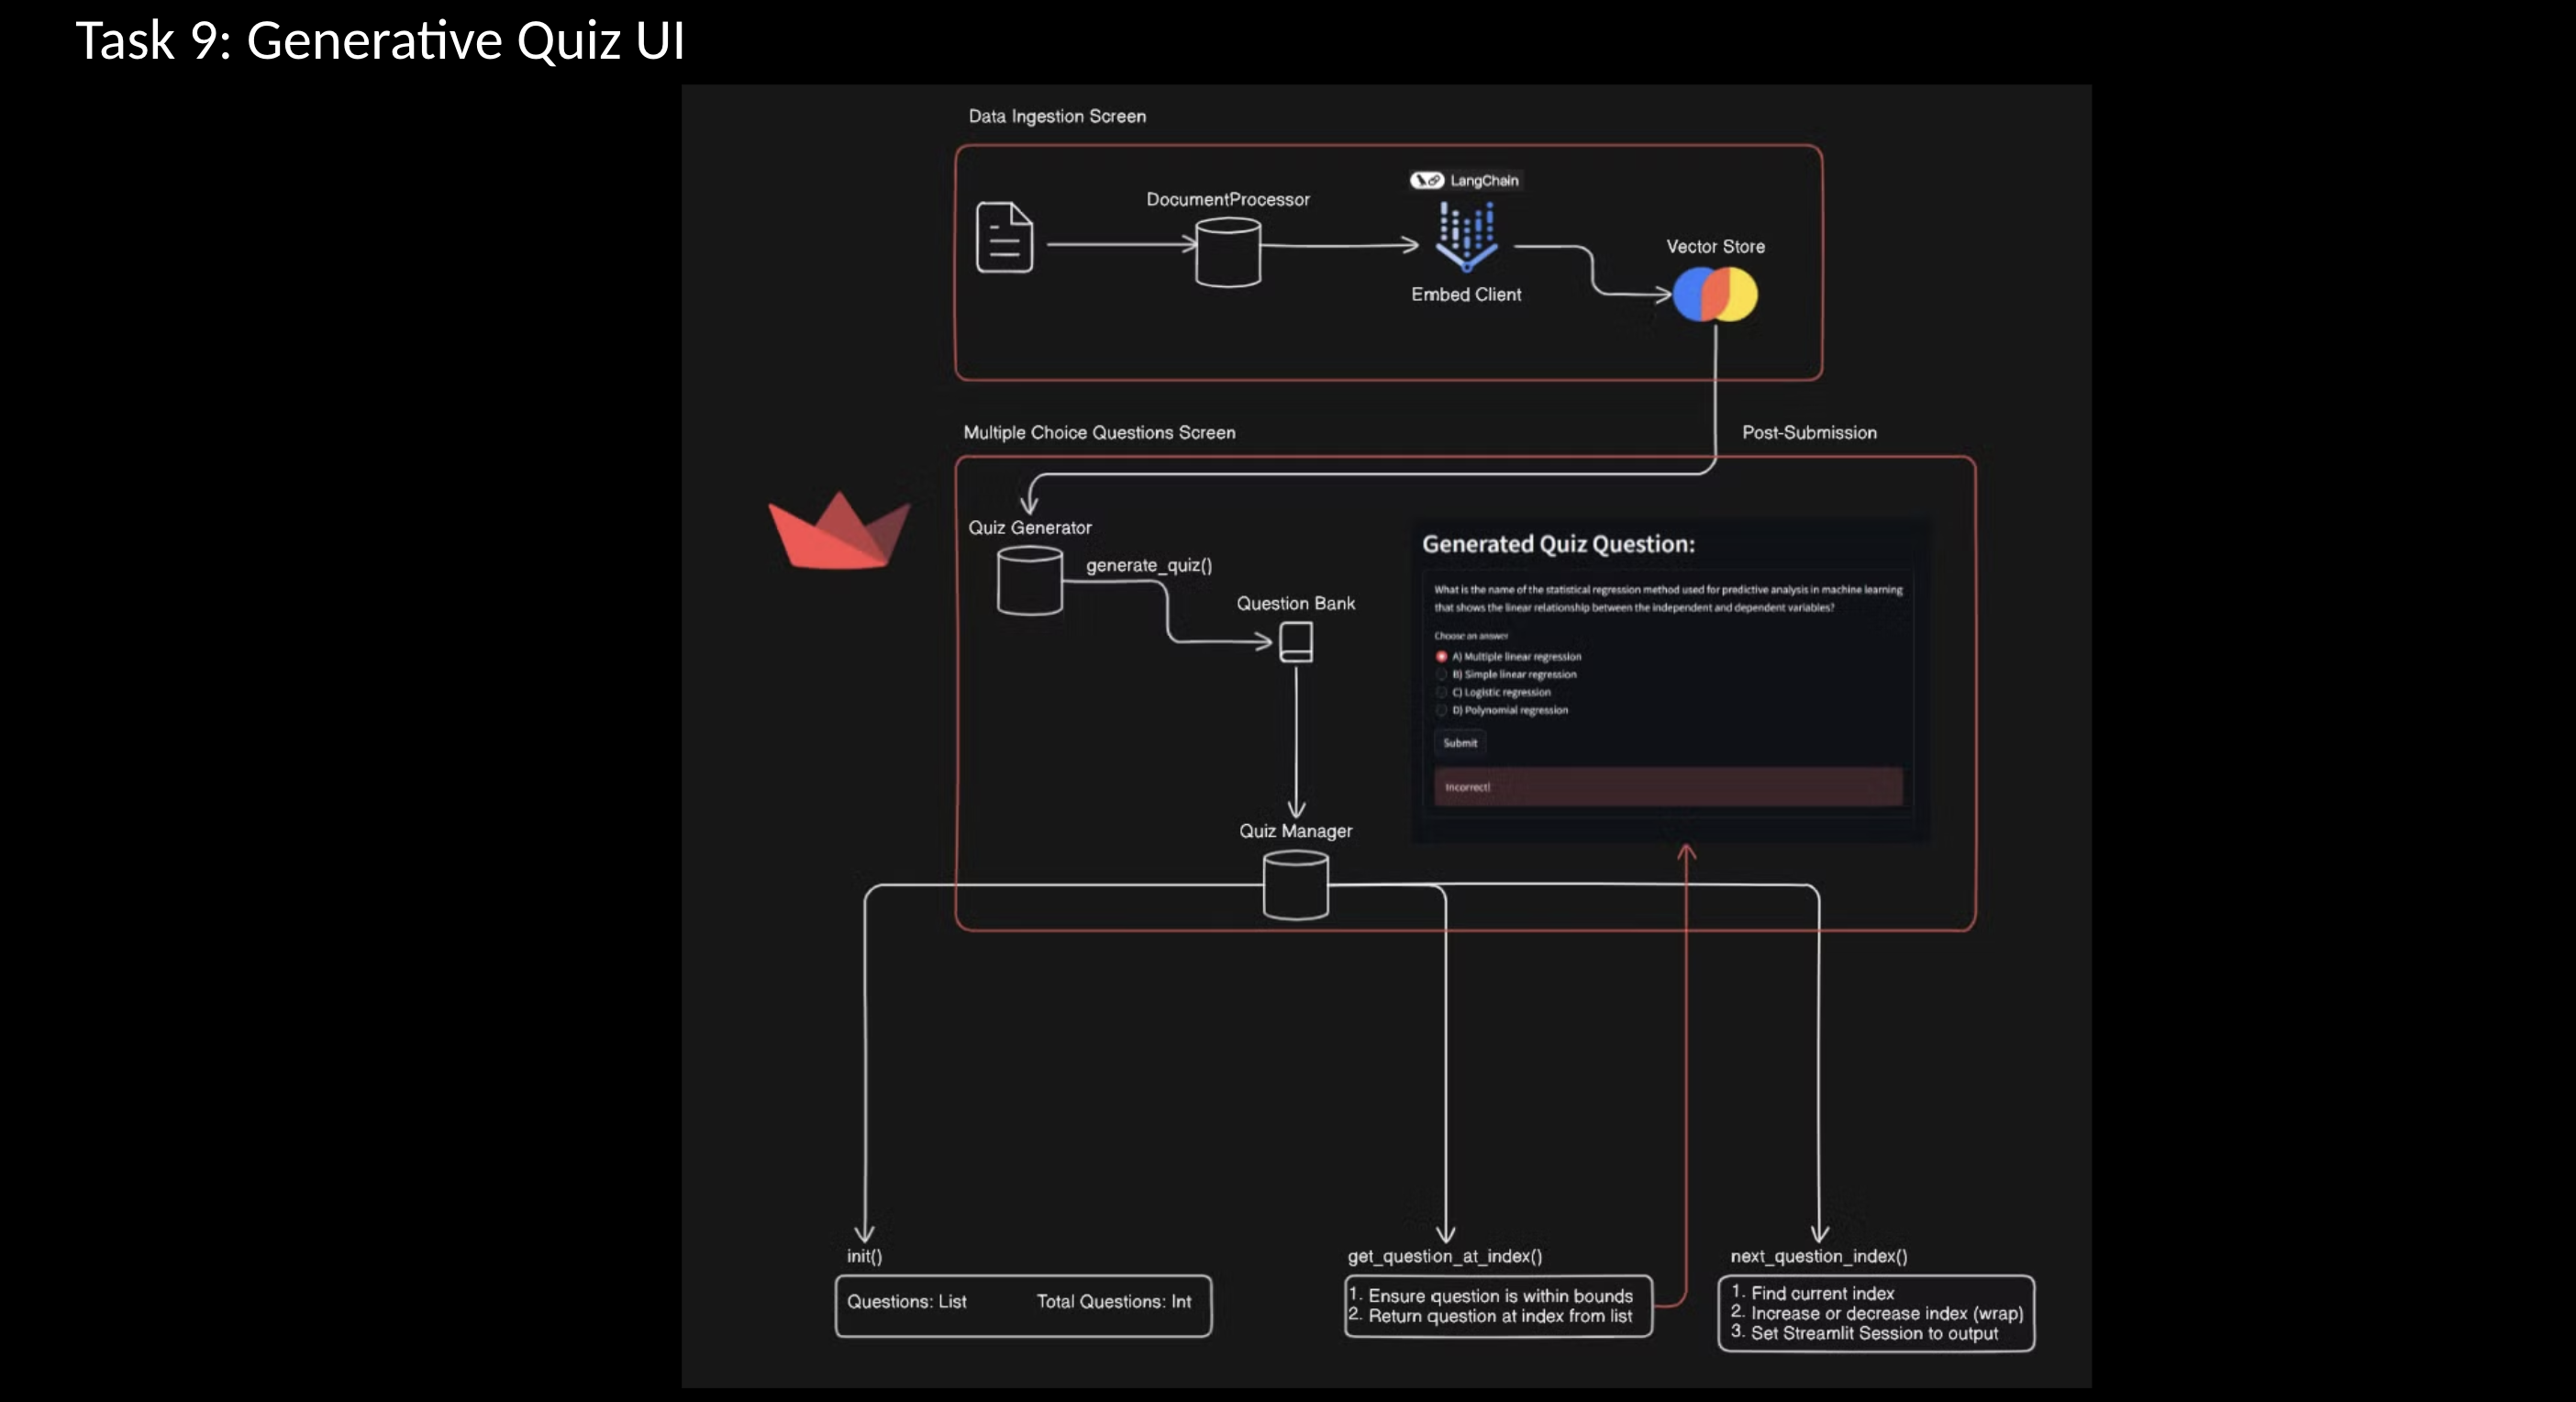 Task 9: Generative Quiz UI
Data Ingestion Screen
LangChain
DocumentProcessor
Vector Store
Embed Client
Multiple Choice Questions Screen
Post-Submission
Quiz Generator
generate_quiz()
Question Bank
Generated Quiz Question:
What is the name of the statistical regression method used for predictive analysis in machine learning
that shows the linear relationship between the independent and dependent variables?
Choose an answer
A) Multiple linear regression
B) Simple linear regression
C) Logistic regression
D) Polynomial regression
Submit
Incorrect!
Quiz Manager
init()
Questions: List Total Questions: Int
get_question_at_index()
1. Ensure question is within bounds
2. Return question at index from list
next_question_index()
1. Find current index
2. Increase or decrease index (wrap)
3. Set Streamlit Session to output